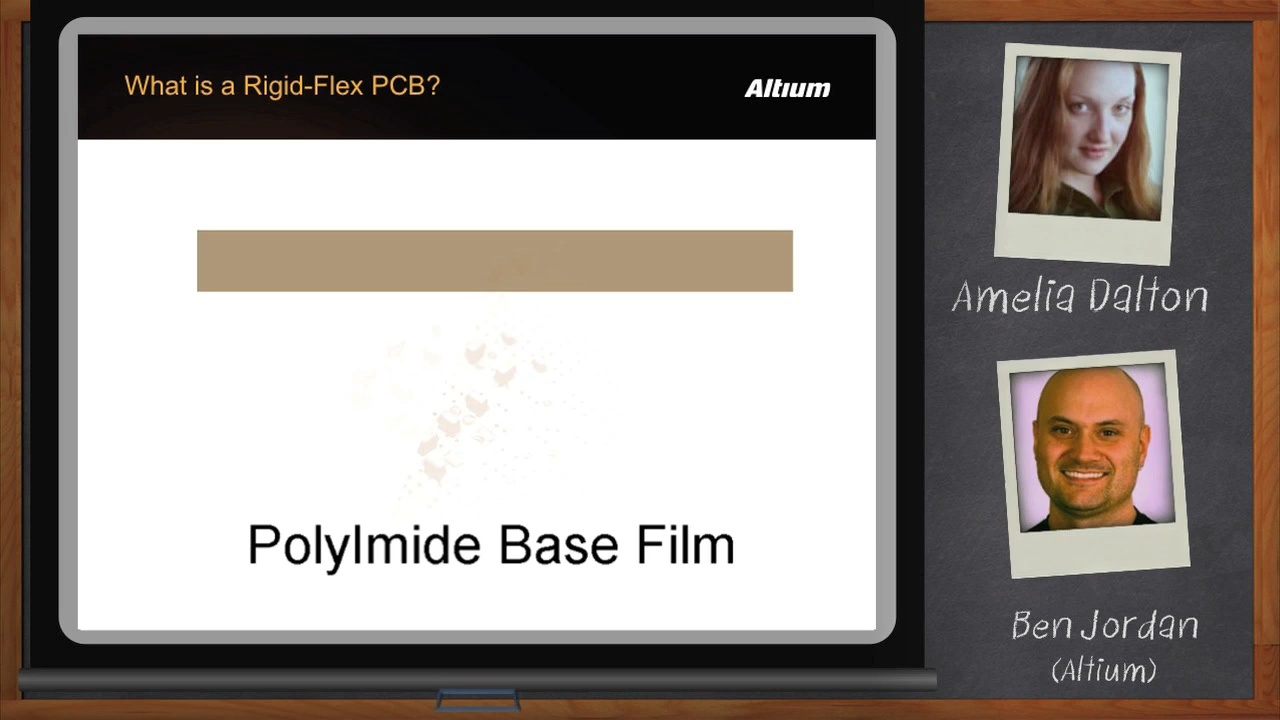 What is a Rigid-Flex PCB?
Altium
PolyImide Base Film
Amelia Dalton
Ben Jordan
(Altium)